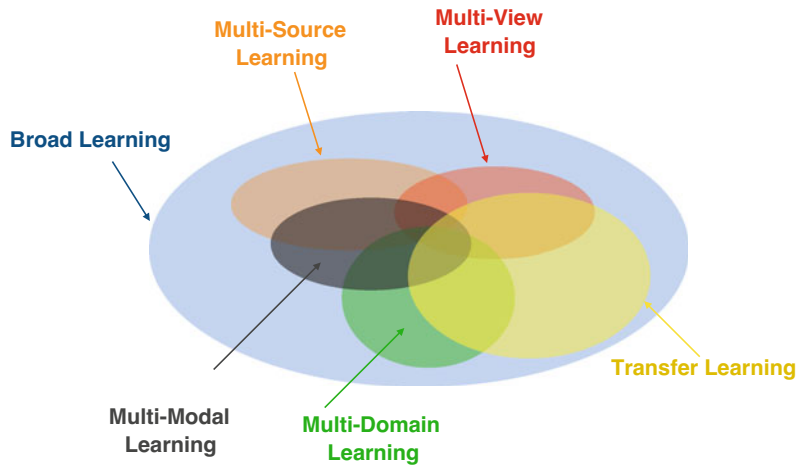 Multi-Source
Learning
Multi-View
Learning
Broad Learning
Transfer Learning
Multi-Modal
Learning
Multi-Domain
Learning